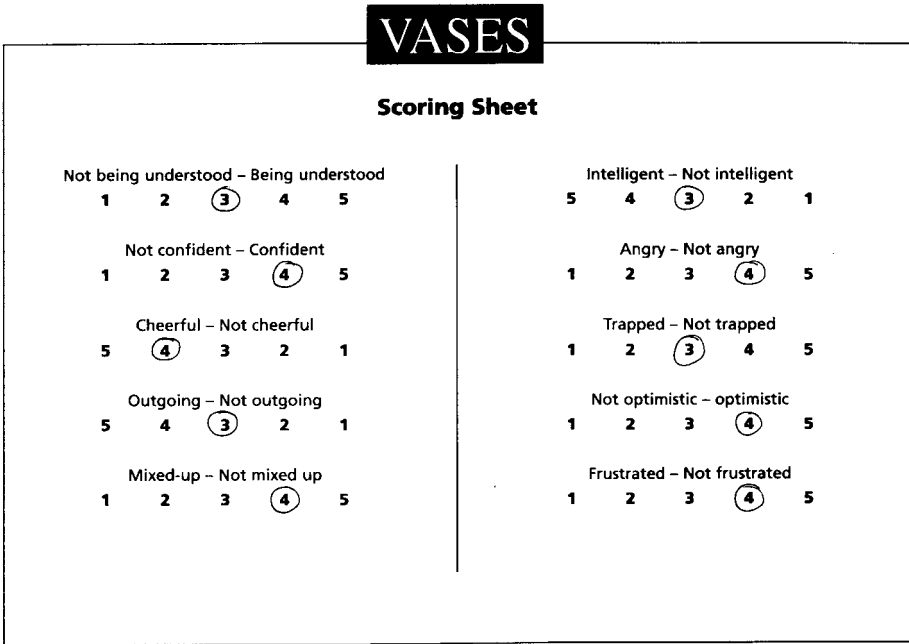 VASES
Scoring Sheet
Not being understood – Being understood
1 2 3 4 5
Not confident – Confident
1 2 3 4 5
Cheerful – Not cheerful
5 4 3 2 1
Outgoing – Not outgoing
5 4 3 2 1
Mixed-up – Not mixed up
1 2 3 4 5
Intelligent – Not intelligent
5 4 3 2 1
Angry – Not angry
1 2 3 4 5
Trapped – Not trapped
1 2 3 4 5
Not optimistic – optimistic
1 2 3 4 5
Frustrated – Not frustrated
1 2 3 4 5